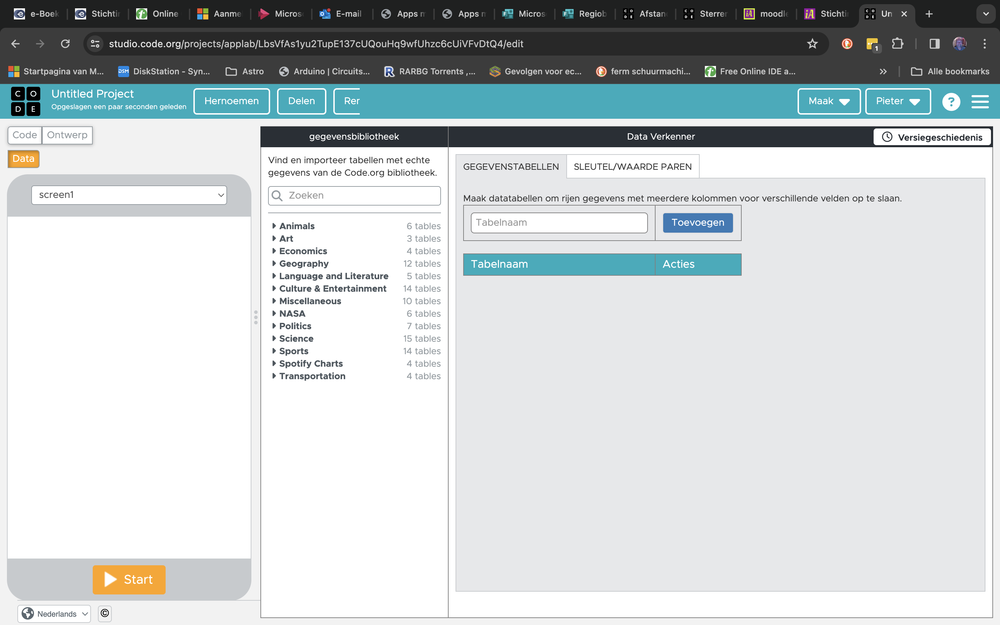 e-Boek
Stichtin
Online
Aanme
Micros
E-mail
Apps m
Apps m
Micros
Regiob
Afstan
Sterren
moodle
Stichti
Un
studio.code.org/projects/applab/LbsVfAs1yu2TupE137cUQouHq9wfUhzc6cUiVFvDtQ4/edit
1
Startpagina van M...
DiskStation - Syn...
Astro
Arduino | Circuits...
RARBG Torrents ,...
Gevolgen voor ec...
ferm schuurmachi...
Free Online IDE a...
Alle bookmarks
CODE
Untitled Project
Opgeslagen een paar seconden geleden
Hernoemen
Delen
Rer
Maak
Pieter
?
Code
Ontwerp
Data
screen1
Start
Nederlands
©
gegevensbibliotheek
Vind en importeer tabellen met echte
gegevens van de Code.org bibliotheek.
Zoeken
Animals 6 tables
Art 3 tables
Economics 4 tables
Geography 12 tables
Language and Literature 5 tables
Culture & Entertainment 14 tables
Miscellaneous 10 tables
NASA 6 tables
Politics 7 tables
Science 15 tables
Sports 14 tables
Spotify Charts 4 tables
Transportation 4 tables
Data Verkenner
Versiegeschiedenis
GEGEVENSTABELLEN
SLEUTEL/WAARDE PAREN
Maak datatabellen om rijen gegevens met meerdere kolommen voor verschillende velden op te slaan.
Tabelnaam
Toevoegen
Tabelnaam Acties